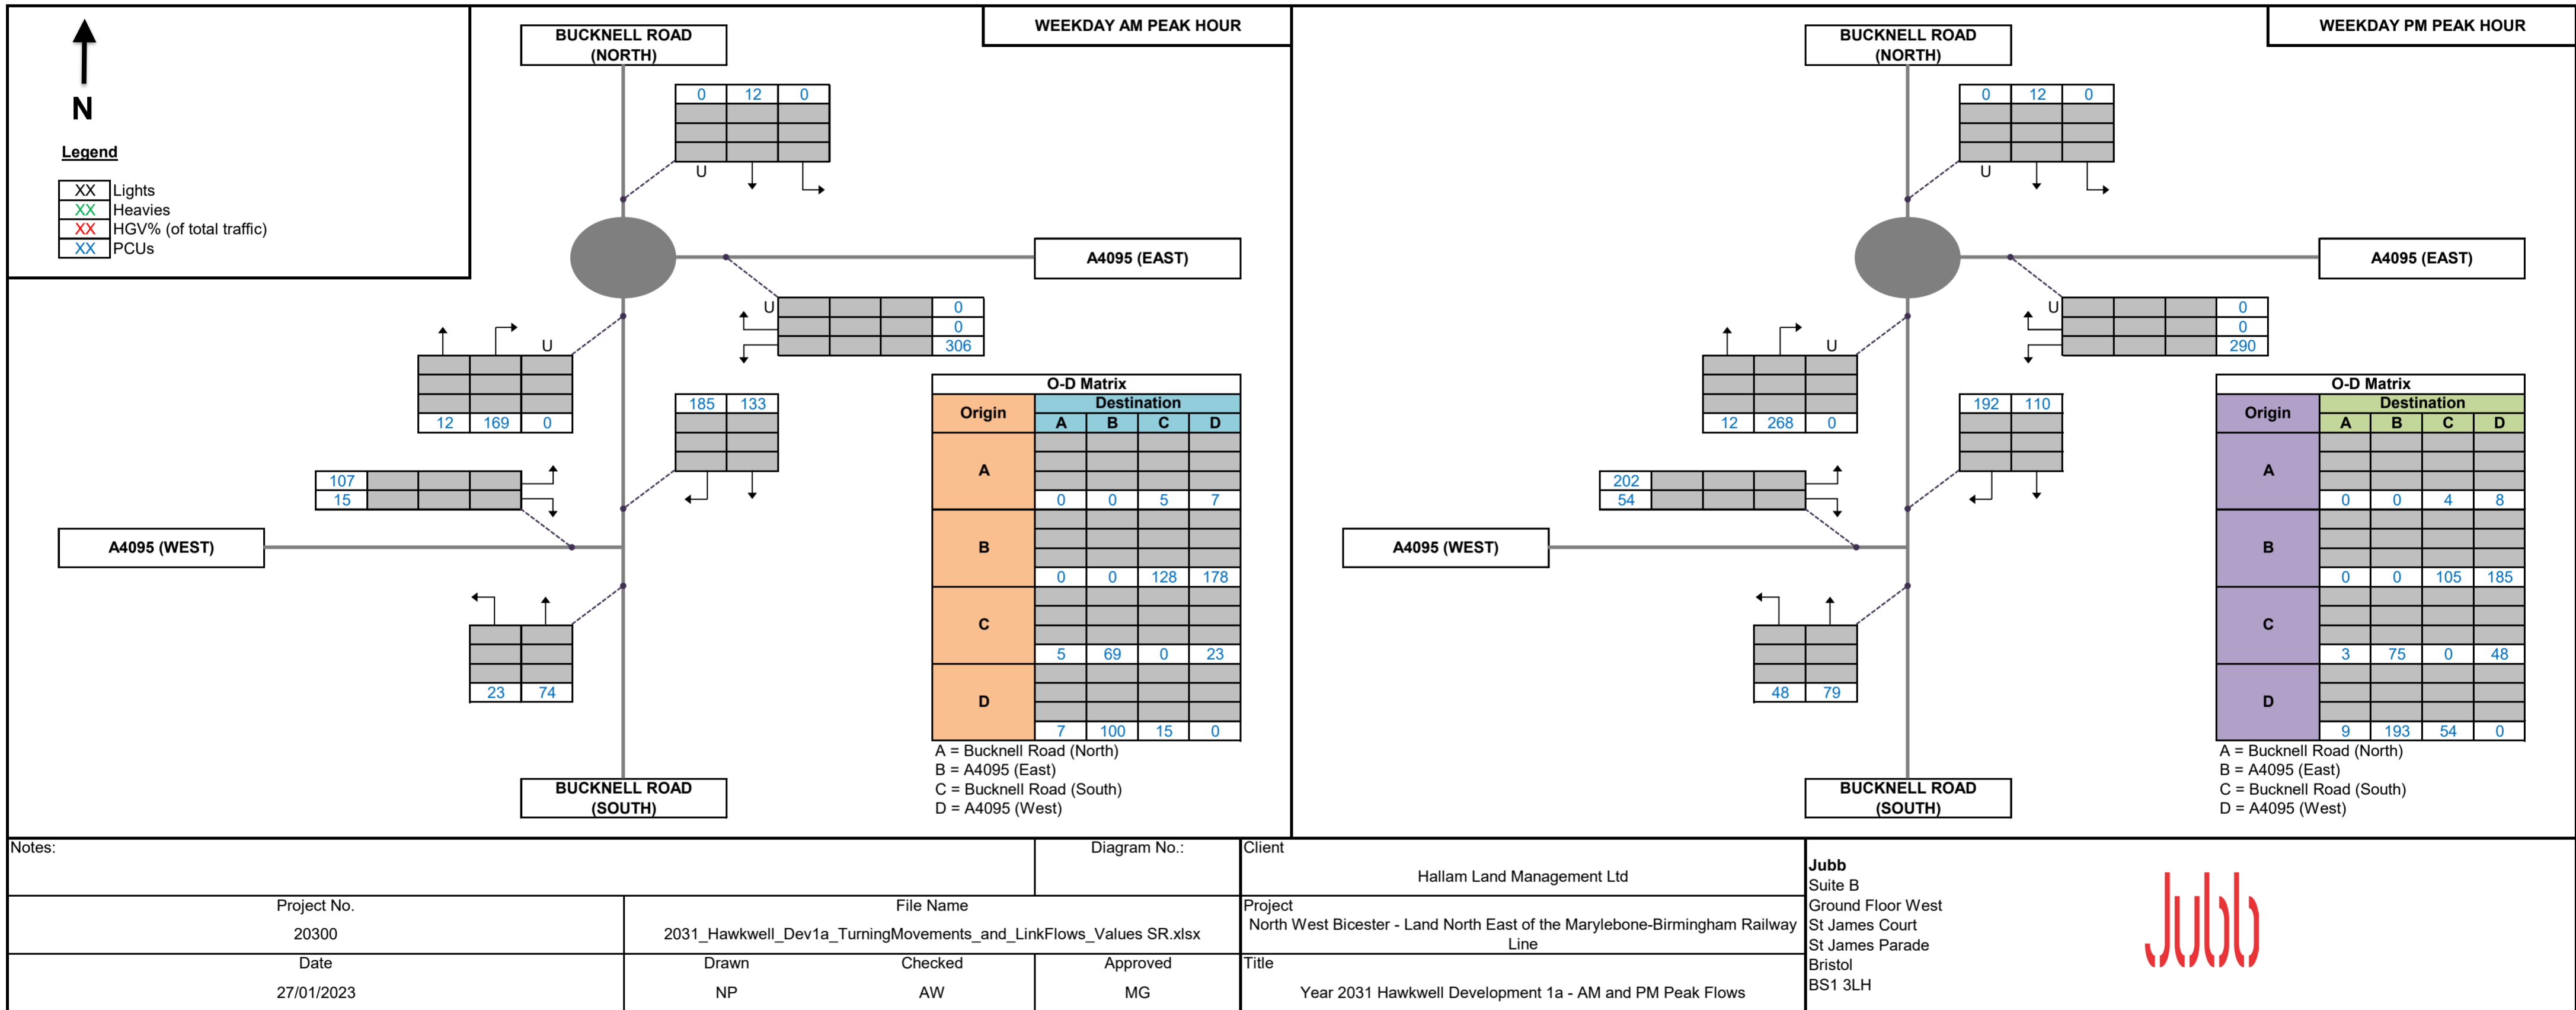 WEEKDAY AM PEAK HOUR
BUCKNELL ROAD
(NORTH)
N
Legend
XX Lights
XX Heavies
XX HGV% (of total traffic)
XX PCUs
0 12 0
U
A4095 (EAST)
U
0
0
306
U
12 169 0
185 133
107
15
A4095 (WEST)
23 74
BUCKNELL ROAD
(SOUTH)
O-D Matrix
Origin Destination
A B C D
A
0 0 5 7
B
0 0 128 178
C
5 69 0 23
D
7 100 15 0
A = Bucknell Road (North)
B = A4095 (East)
C = Bucknell Road (South)
D = A4095 (West)
WEEKDAY PM PEAK HOUR
BUCKNELL ROAD
(NORTH)
0 12 0
U
A4095 (EAST)
U
0
0
290
U
12 268 0
192 110
202
54
A4095 (WEST)
48 79
BUCKNELL ROAD
(SOUTH)
O-D Matrix
Origin Destination
A B C D
A
0 0 4 8
B
0 0 105 185
C
3 75 0 48
D
9 193 54 0
A = Bucknell Road (North)
B = A4095 (East)
C = Bucknell Road (South)
D = A4095 (West)
Notes:
Diagram No.:
Client
Hallam Land Management Ltd
Project No.
20300
File Name
2031_Hawkwell_Dev1a_TurningMovements_and_LinkFlows_Values SR.xlsx
Project
North West Bicester - Land North East of the Marylebone-Birmingham Railway
Line
Date
27/01/2023
Drawn
NP
Checked
AW
Approved
MG
Title
Year 2031 Hawkwell Development 1a - AM and PM Peak Flows
Jubb
Suite B
Ground Floor West
St James Court
St James Parade
Bristol
BS1 3LH
Jubb